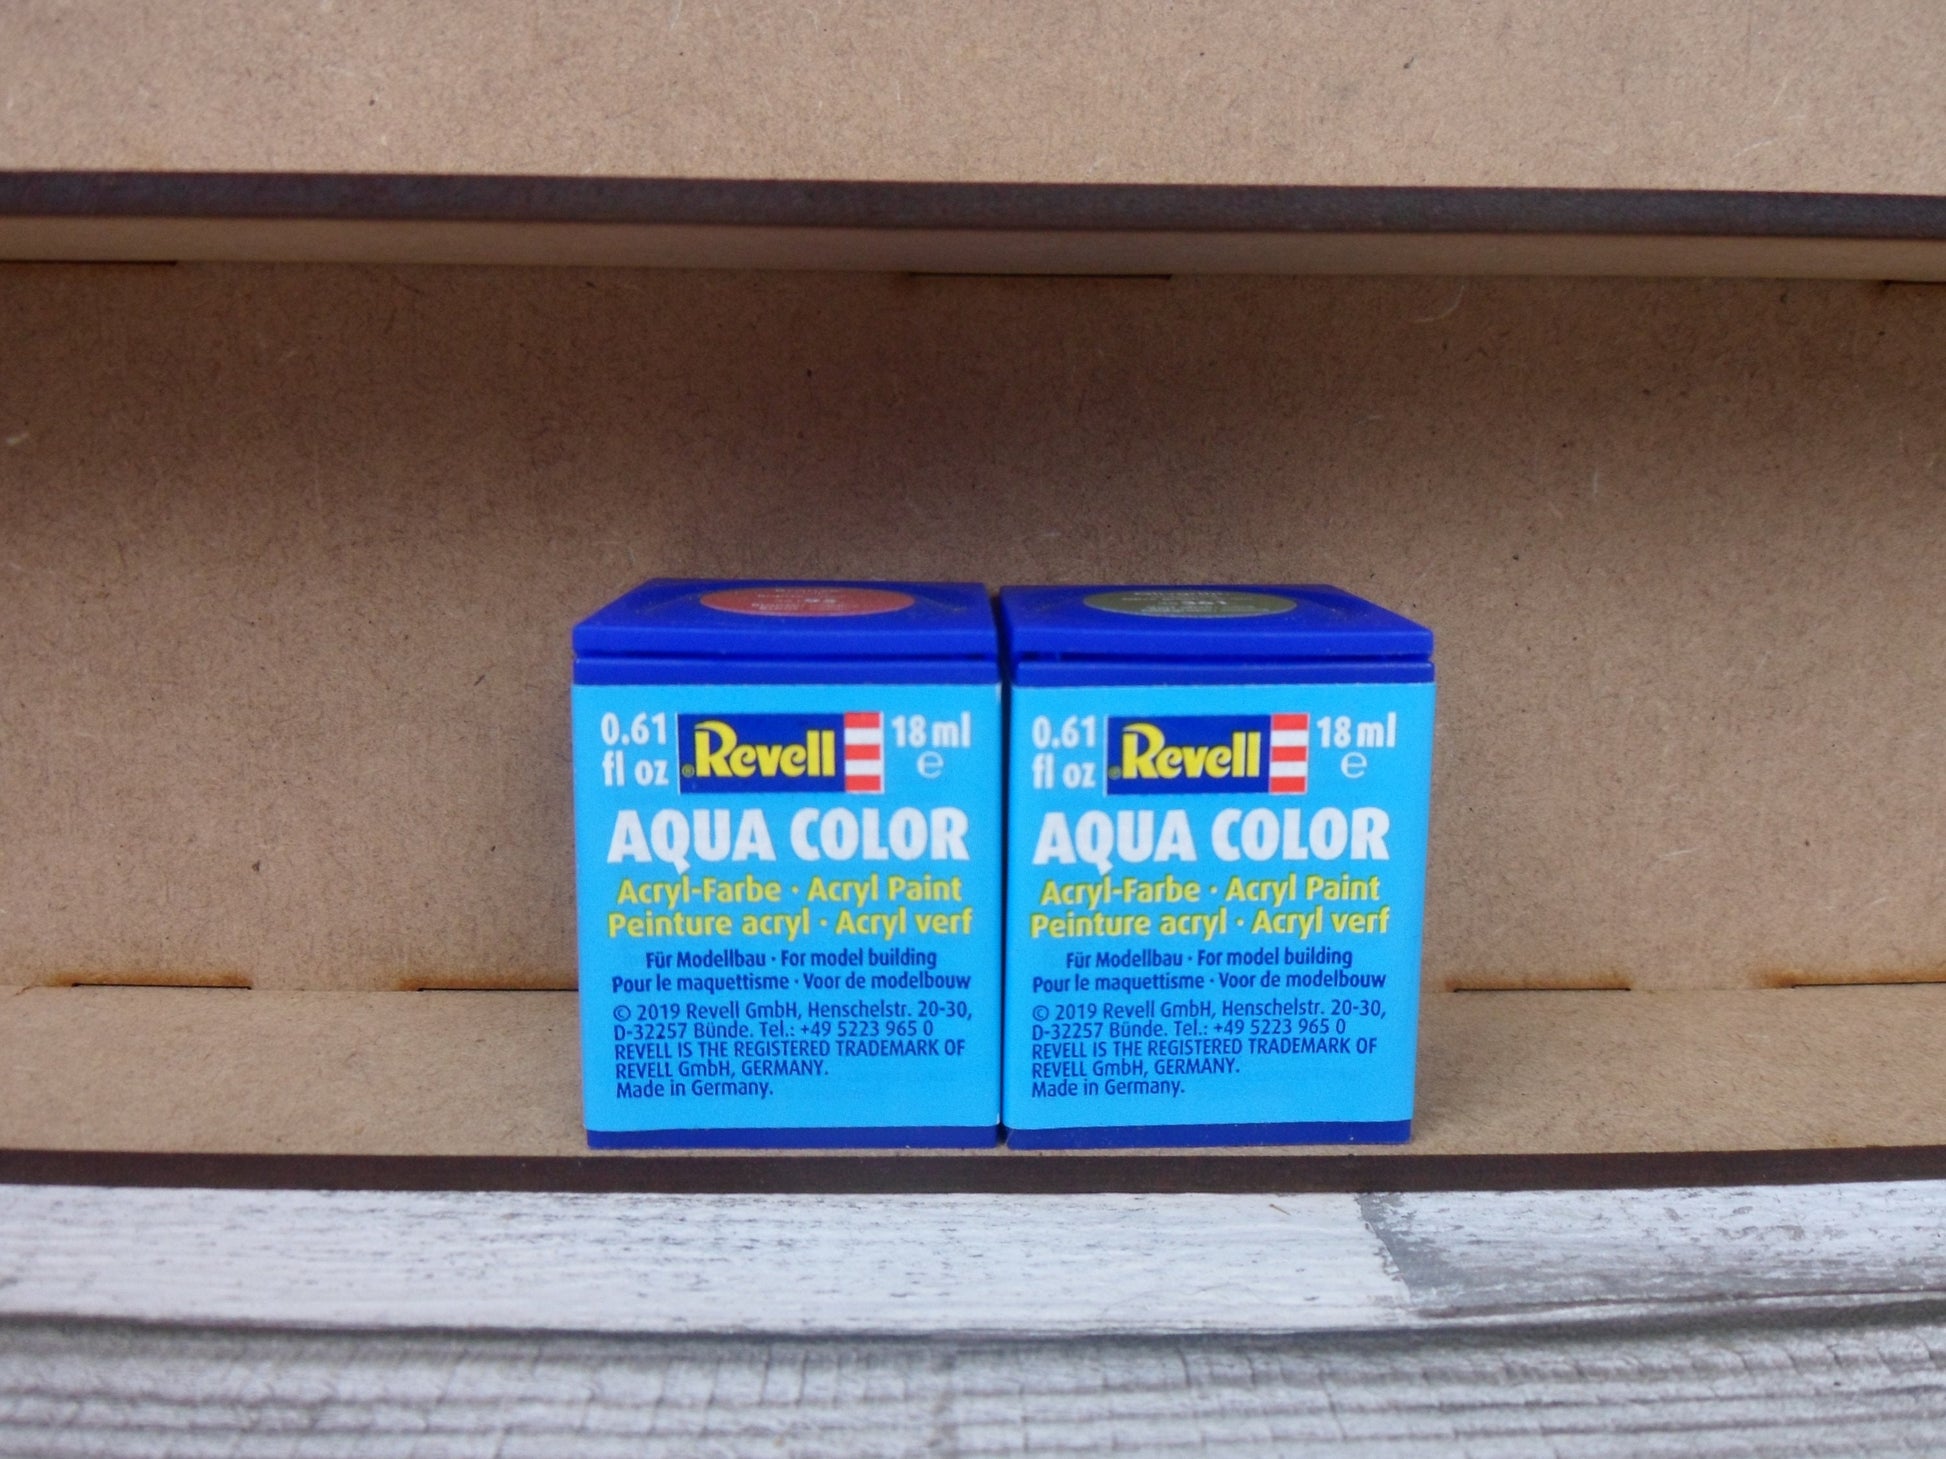 0.61
fl oz
®Revell
18 ml
e
AQUA COLOR
Acryl-Farbe · Acryl Paint
Peinture acryl · Acryl verf
Für Modellbau · For model building
Pour le maquettisme · Voor de modelbouw
© 2019 Revell GmbH, Henschelstr. 20-30,
D-32257 Bünde. Tel.: +49 5223 965 0
REVELL IS THE REGISTERED TRADEMARK OF
REVELL GmbH, GERMANY.
Made in Germany.
361
0.61
fl oz
®Revell
18 ml
e
AQUA COLOR
Acryl-Farbe · Acryl Paint
Peinture acryl · Acryl verf
Für Modellbau · For model building
Pour le maquettisme · Voor de modelbouw
© 2019 Revell GmbH, Henschelstr. 20-30,
D-32257 Bünde. Tel.: +49 5223 965 0
REVELL IS THE REGISTERED TRADEMARK OF
REVELL GmbH, GERMANY.
Made in Germany.